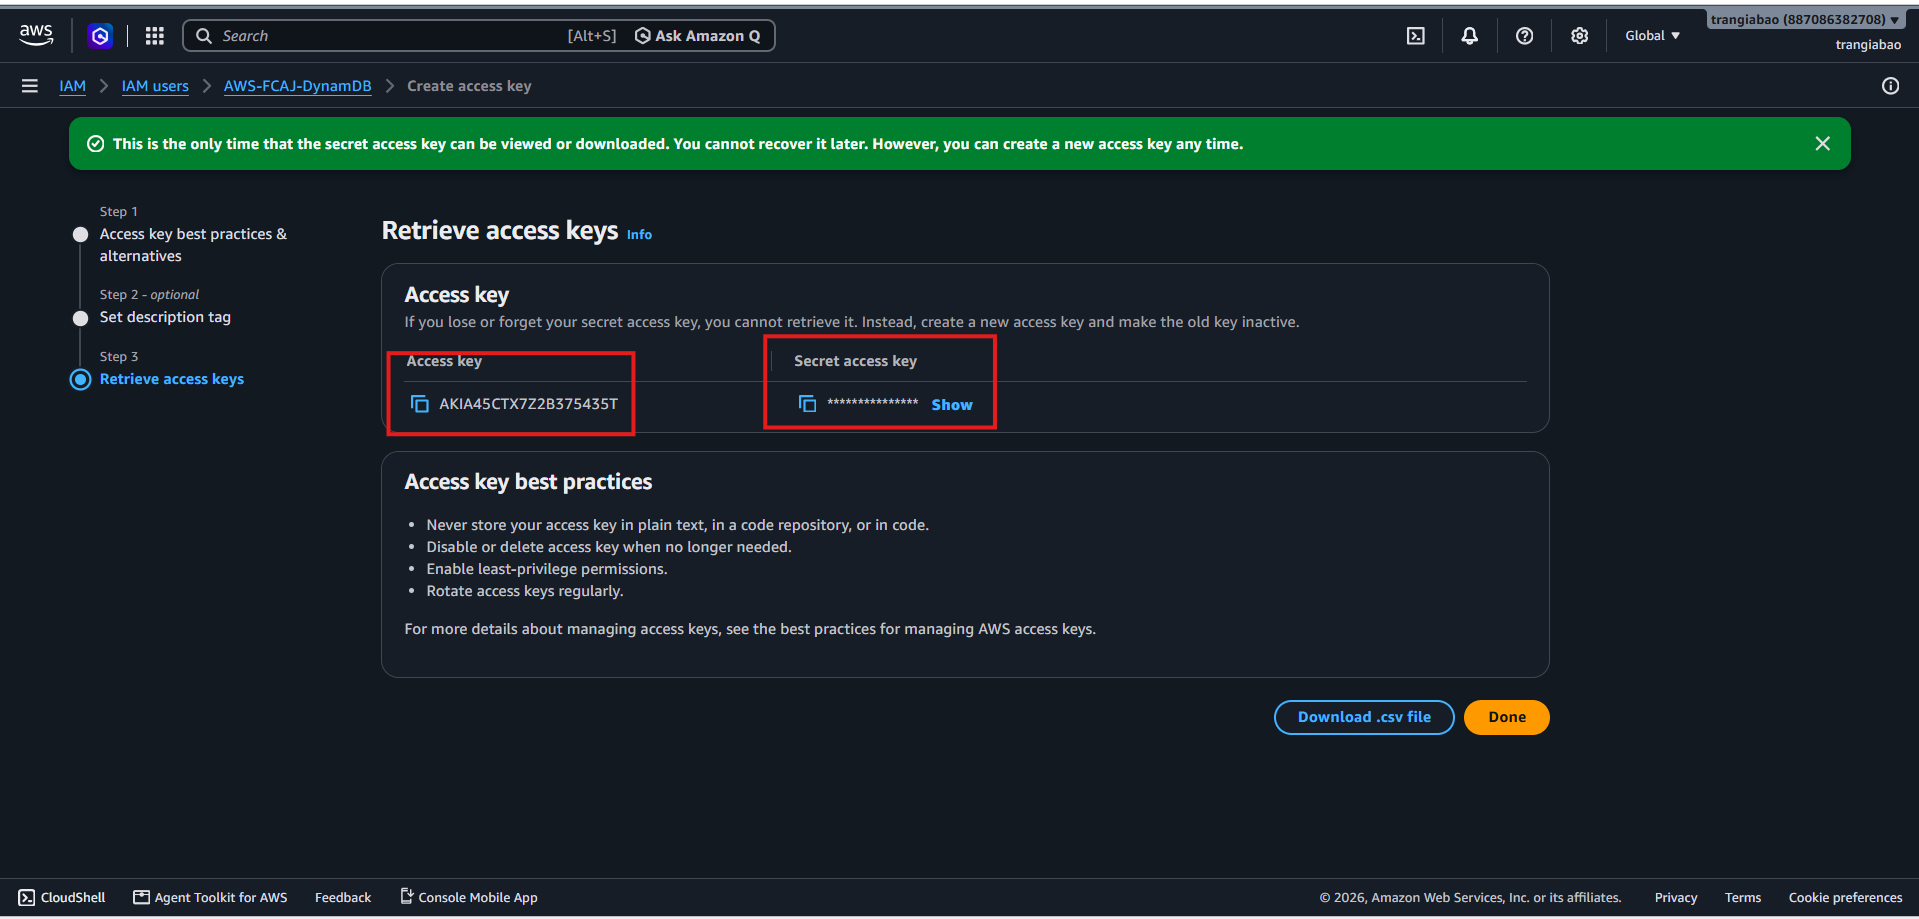 aws
Search [Alt+S] Ask Amazon Q
Global
trangiabao (887086382708)
trangiabao
IAM
IAM users
AWS-FCAJ-DynamDB
Create access key
This is the only time that the secret access key can be viewed or downloaded. You cannot recover it later. However, you can create a new access key any time.
Step 1
Access key best practices &
alternatives
Step 2 - optional
Set description tag
Step 3
Retrieve access keys
Retrieve access keys Info
Access key
If you lose or forget your secret access key, you cannot retrieve it. Instead, create a new access key and make the old key inactive.
Access key
Secret access key
AKIA45CTX7Z2B375435T
*************** Show
Access key best practices
• Never store your access key in plain text, in a code repository, or in code.
• Disable or delete access key when no longer needed.
• Enable least-privilege permissions.
• Rotate access keys regularly.
For more details about managing access keys, see the best practices for managing AWS access keys.
Download .csv file
Done
CloudShell
Agent Toolkit for AWS
Feedback
Console Mobile App
© 2026, Amazon Web Services, Inc. or its affiliates.
Privacy
Terms
Cookie preferences